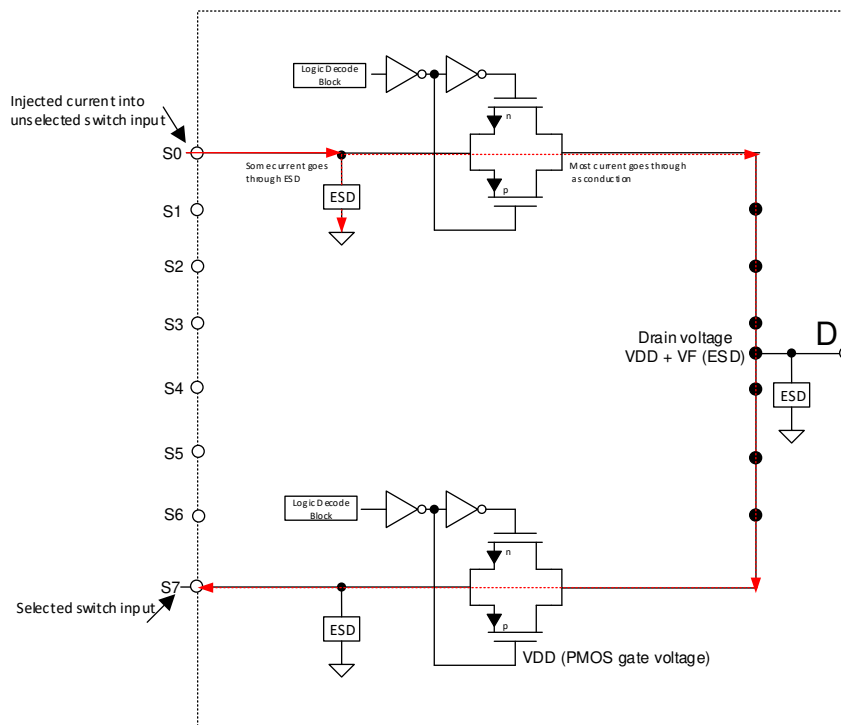 Logic Decode
Block
n
Injected current into
unselected switch input
S0
Some current goes
through ESD
Most current goes through
as conduction
p
ESD
S1
S2
S3
Drain voltage
VDD + VF (ESD)
D
S4
ESD
S5
S6
Logic Decode
Block
n
S7
Selected switch input
ESD
p
VDD (PMOS gate voltage)